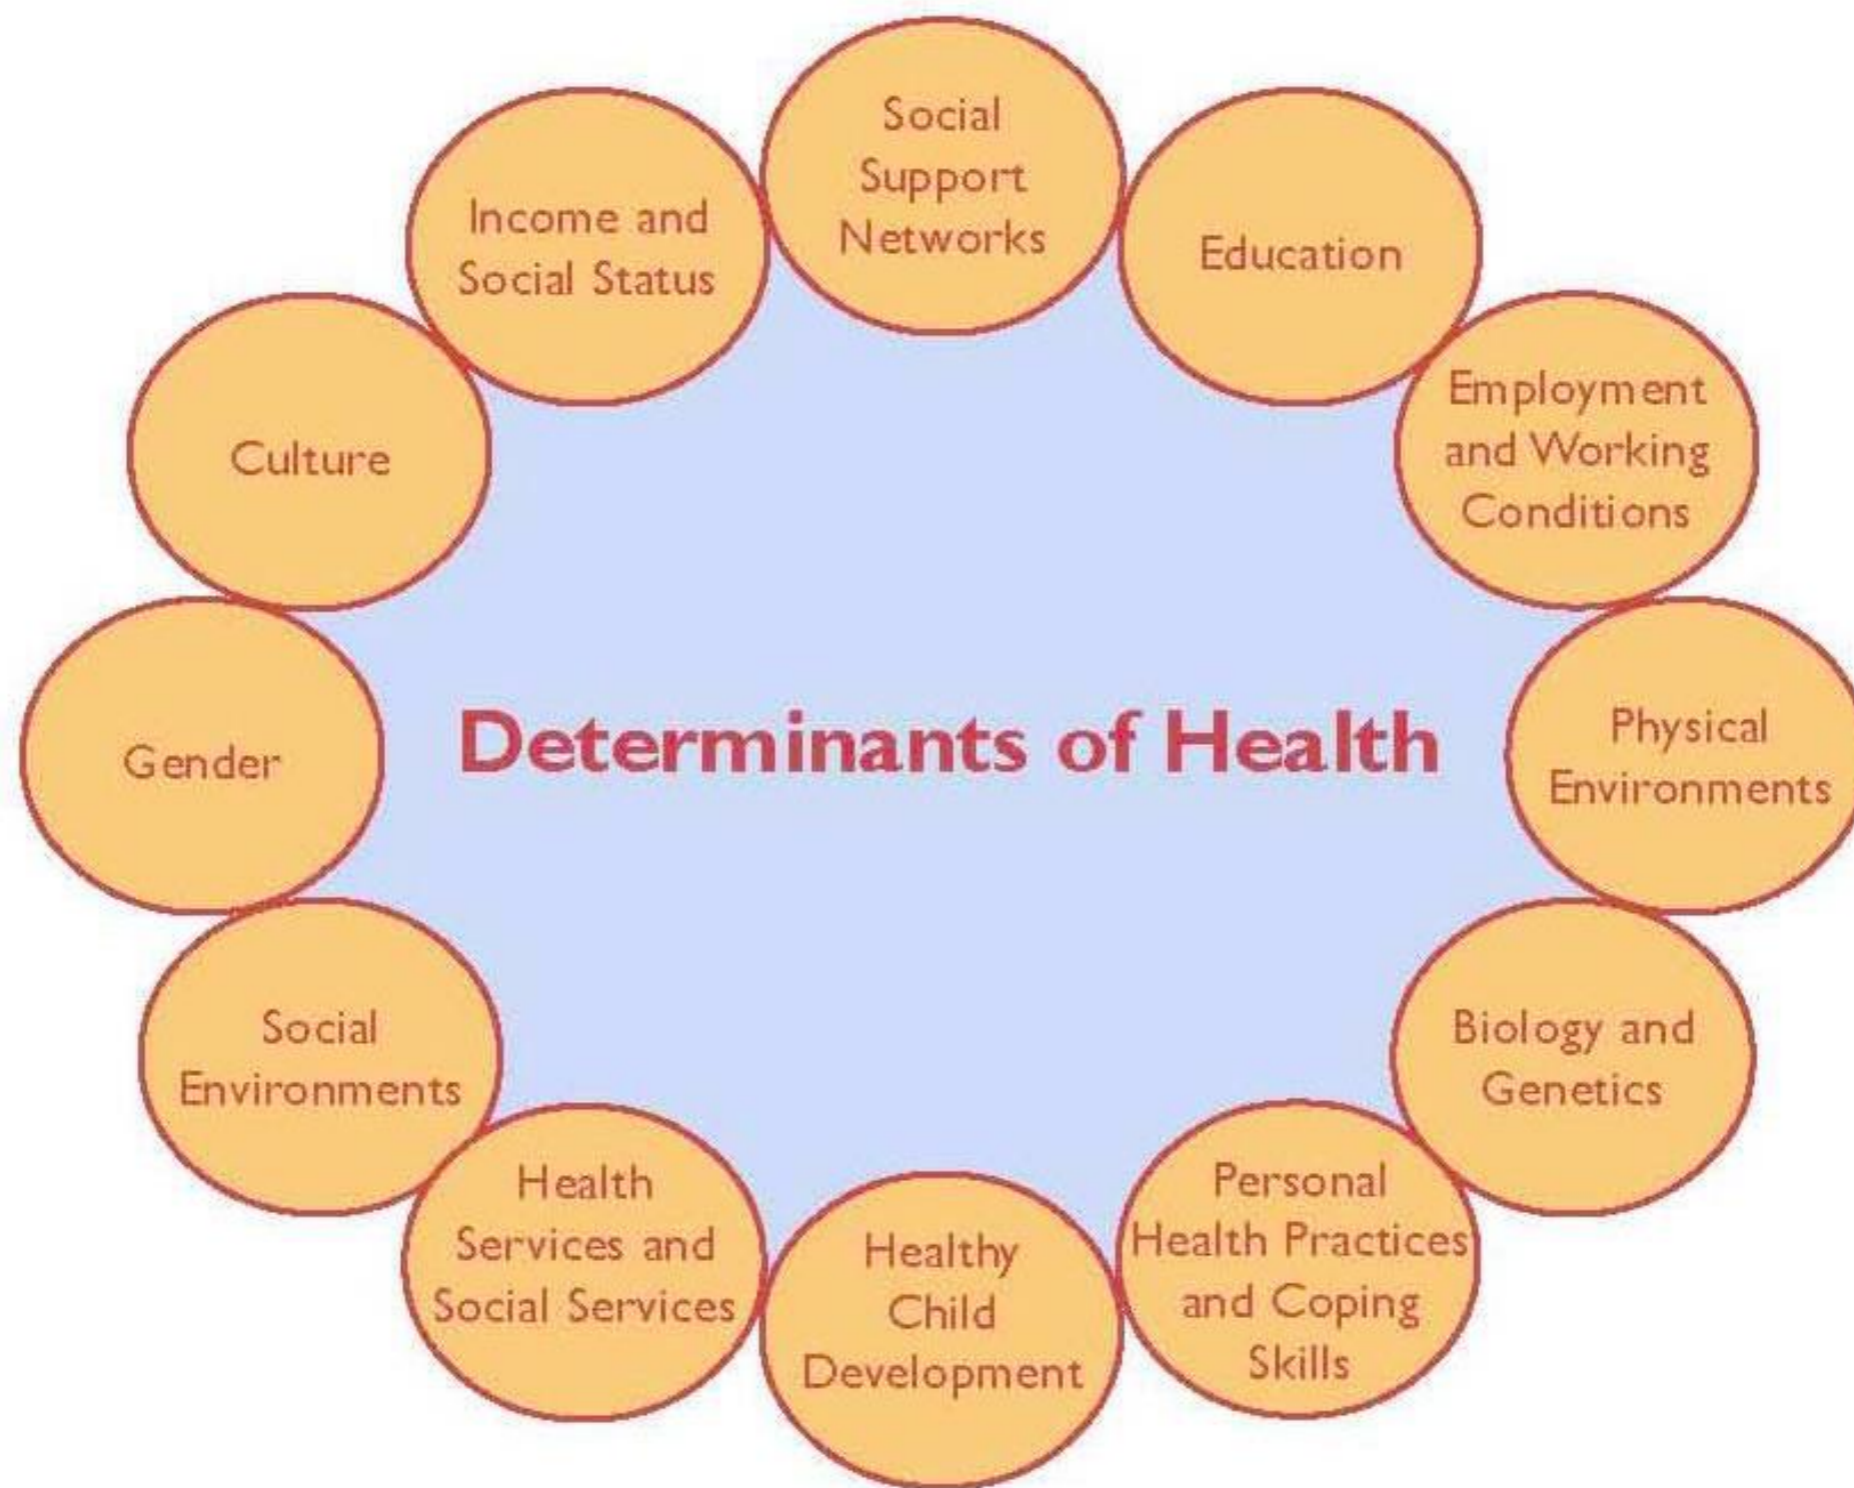 Social
Support
Networks
Education
Employment
and Working
Conditions
Physical
Environments
Biology and
Genetics
Personal
Health Practices
and Coping
Skills
Healthy
Child
Development
Health
Services and
Social Services
Social
Environments
Gender
Culture
Income and
Social Status
Determinants of Health